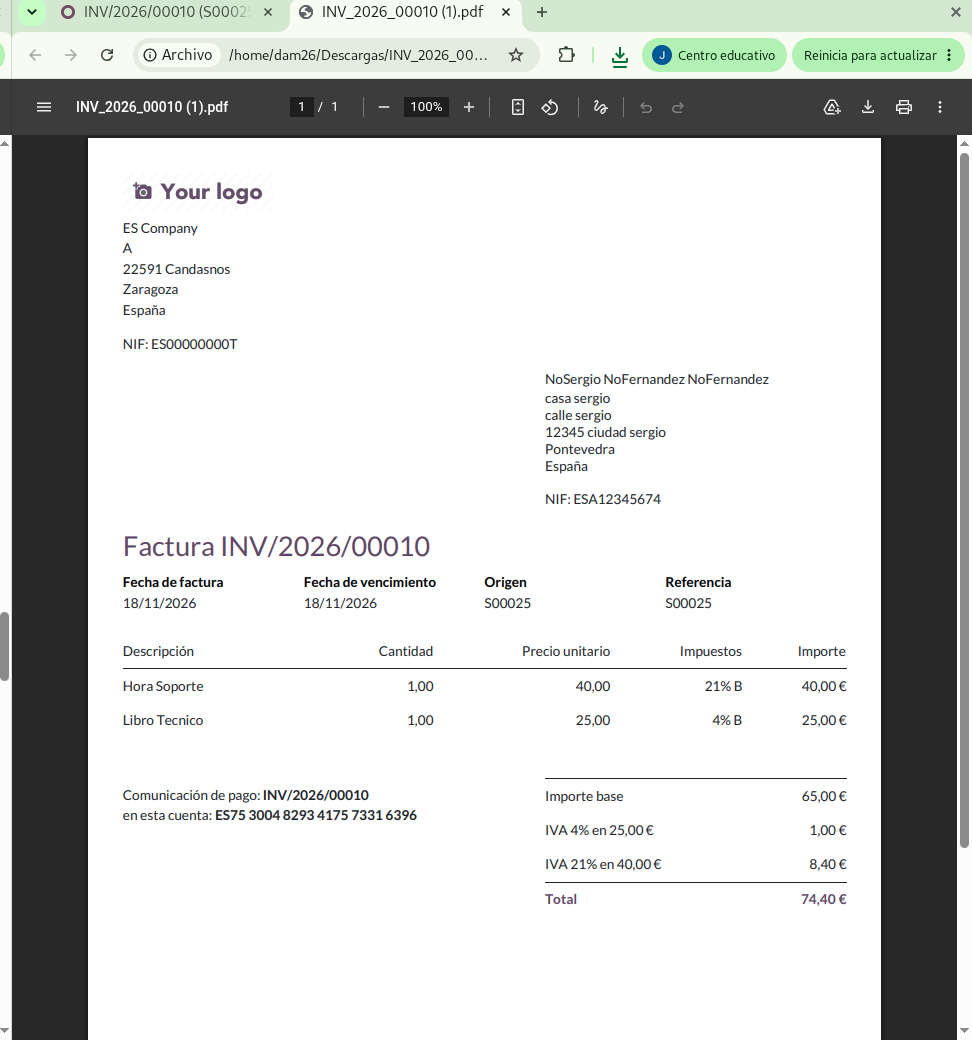 INV/2026/00010 (S0002
INV_2026_00010 (1).pdf
Archivo /home/dam26/Descargas/INV_2026_00... J Centro educativo Reinicia para actualizar
INV_2026_00010 (1).pdf 1 / 1 100%
Your logo
ES Company
A
22591 Candasnos
Zaragoza
España
NIF: ES00000000T
NoSergio NoFernandez NoFernandez
casa sergio
calle sergio
12345 ciudad sergio
Pontevedra
España
NIF: ESA12345674
Factura INV/2026/00010
Fecha de factura Fecha de vencimiento Origen Referencia
18/11/2026 18/11/2026 S00025 S00025
Descripción Cantidad Precio unitario Impuestos Importe
Hora Soporte 1,00 40,00 21% B 40,00 €
Libro Tecnico 1,00 25,00 4% B 25,00 €
Comunicación de pago: INV/2026/00010
en esta cuenta: ES75 3004 8293 4175 7331 6396
Importe base 65,00 €
IVA 4% en 25,00 € 1,00 €
IVA 21% en 40,00 € 8,40 €
Total 74,40 €